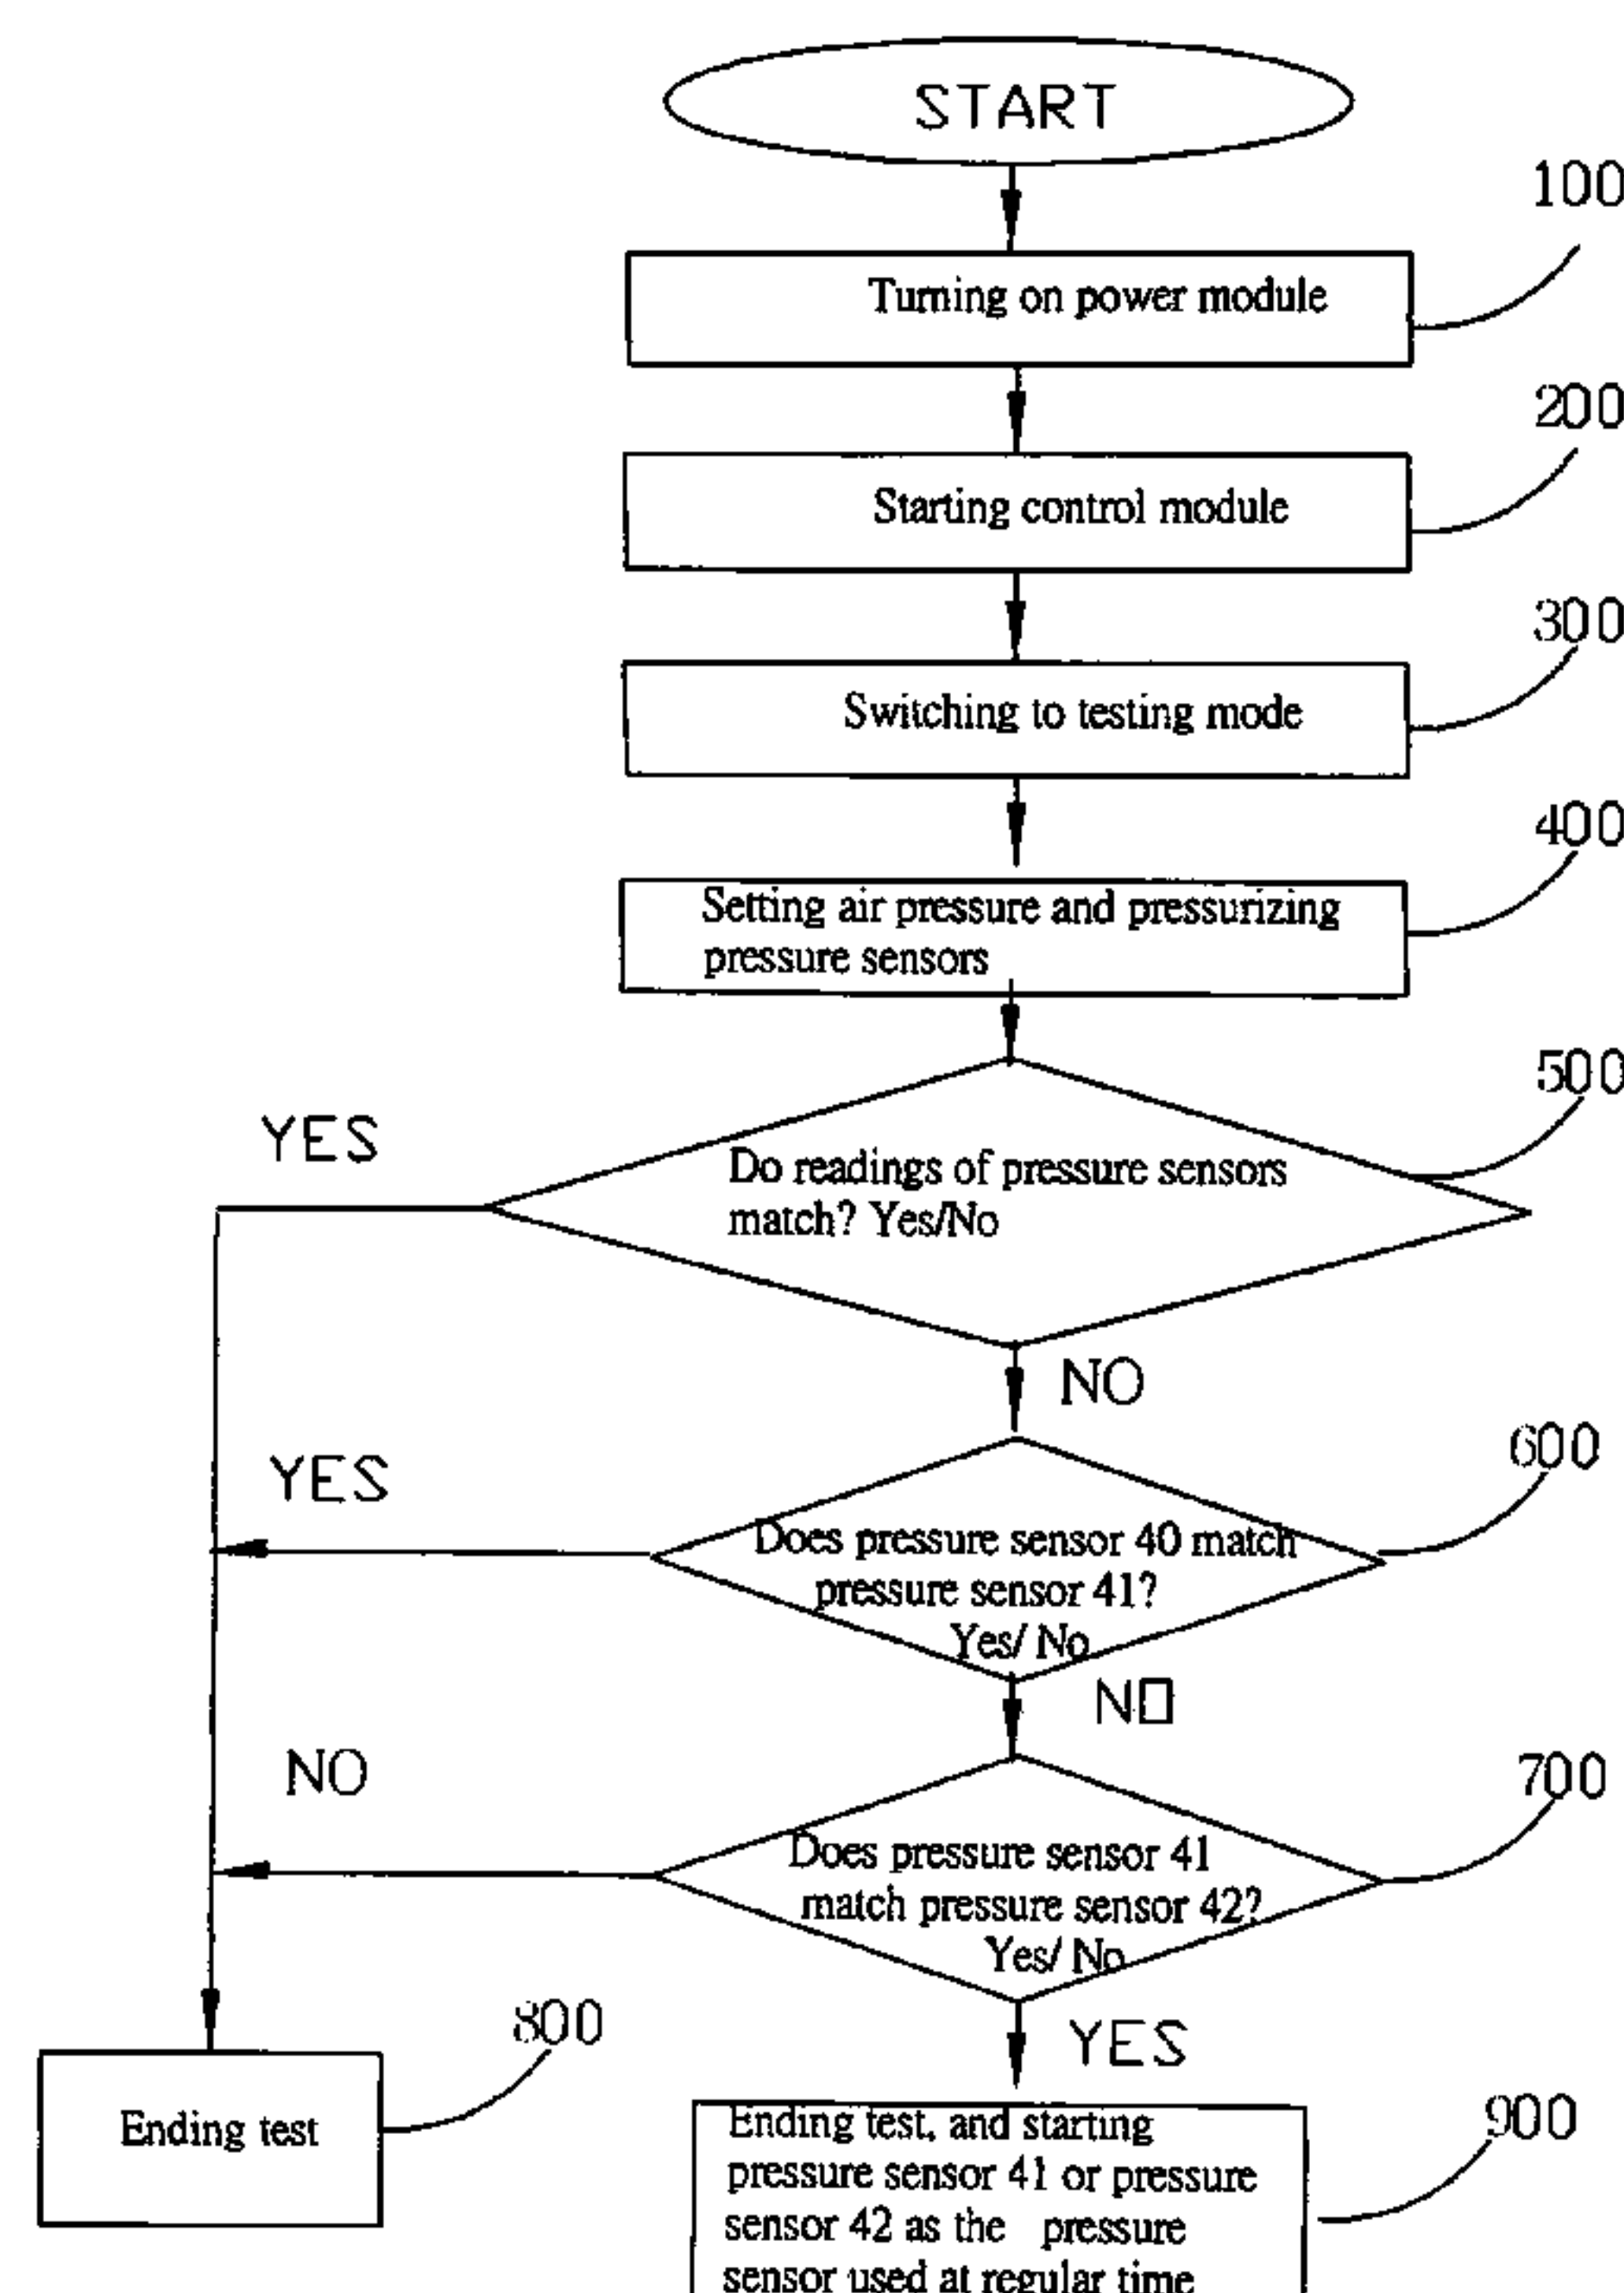 START
100
Turning on power module
200
Starting control module
300
Switching to testing mode
400
Setting air pressure and pressurizing
pressure sensors
500
YES
Do readings of pressure sensors
match? Yes/No
NO
600
YES
Does pressure sensor 40 match
pressure sensor 41?
Yes/ No
NO
700
NO
Does pressure sensor 41
match pressure sensor 42?
Yes/ No
YES
800
Ending test
900
Ending test, and starting
pressure sensor 41 or pressure
sensor 42 as the pressure
sensor used at regular time